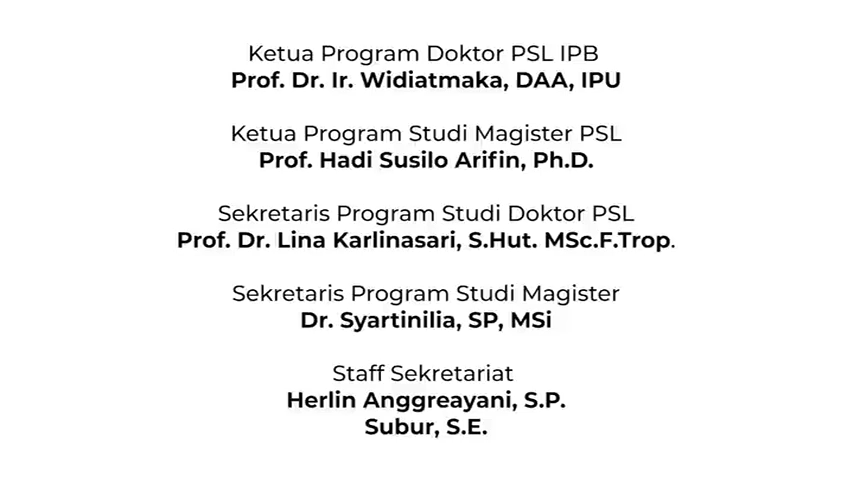 Ketua Program Doktor PSL IPB
Prof. Dr. Ir. Widiatmaka, DAA, IPU
Ketua Program Studi Magister PSL
Prof. Hadi Susilo Arifin, Ph.D.
Sekretaris Program Studi Doktor PSL
Prof. Dr. Lina Karlinasari, S.Hut. MSc.F.Trop.
Sekretaris Program Studi Magister
Dr. Syartinilia, SP, MSi
Staff Sekretariat
Herlin Anggreayani, S.P.
Subur, S.E.